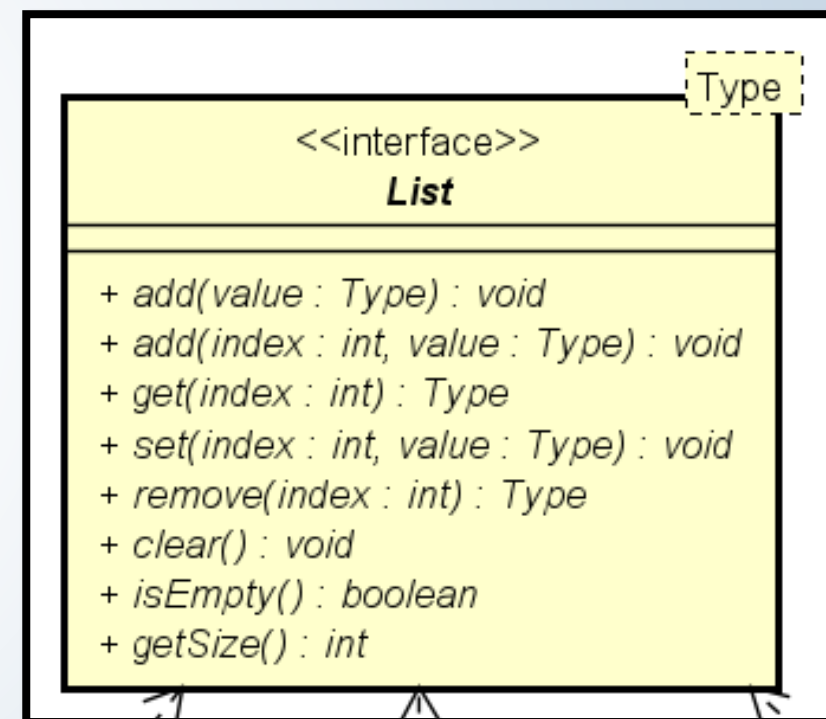 Type
<<interface>>
List
+ add(value : Type) : void
+ add(index : int, value : Type) : void
+ get(index : int) : Type
+ set(index : int, value : Type) : void
+ remove(index : int) : Type
+ clear() : void
+ isEmpty() : boolean
+ getSize() : int